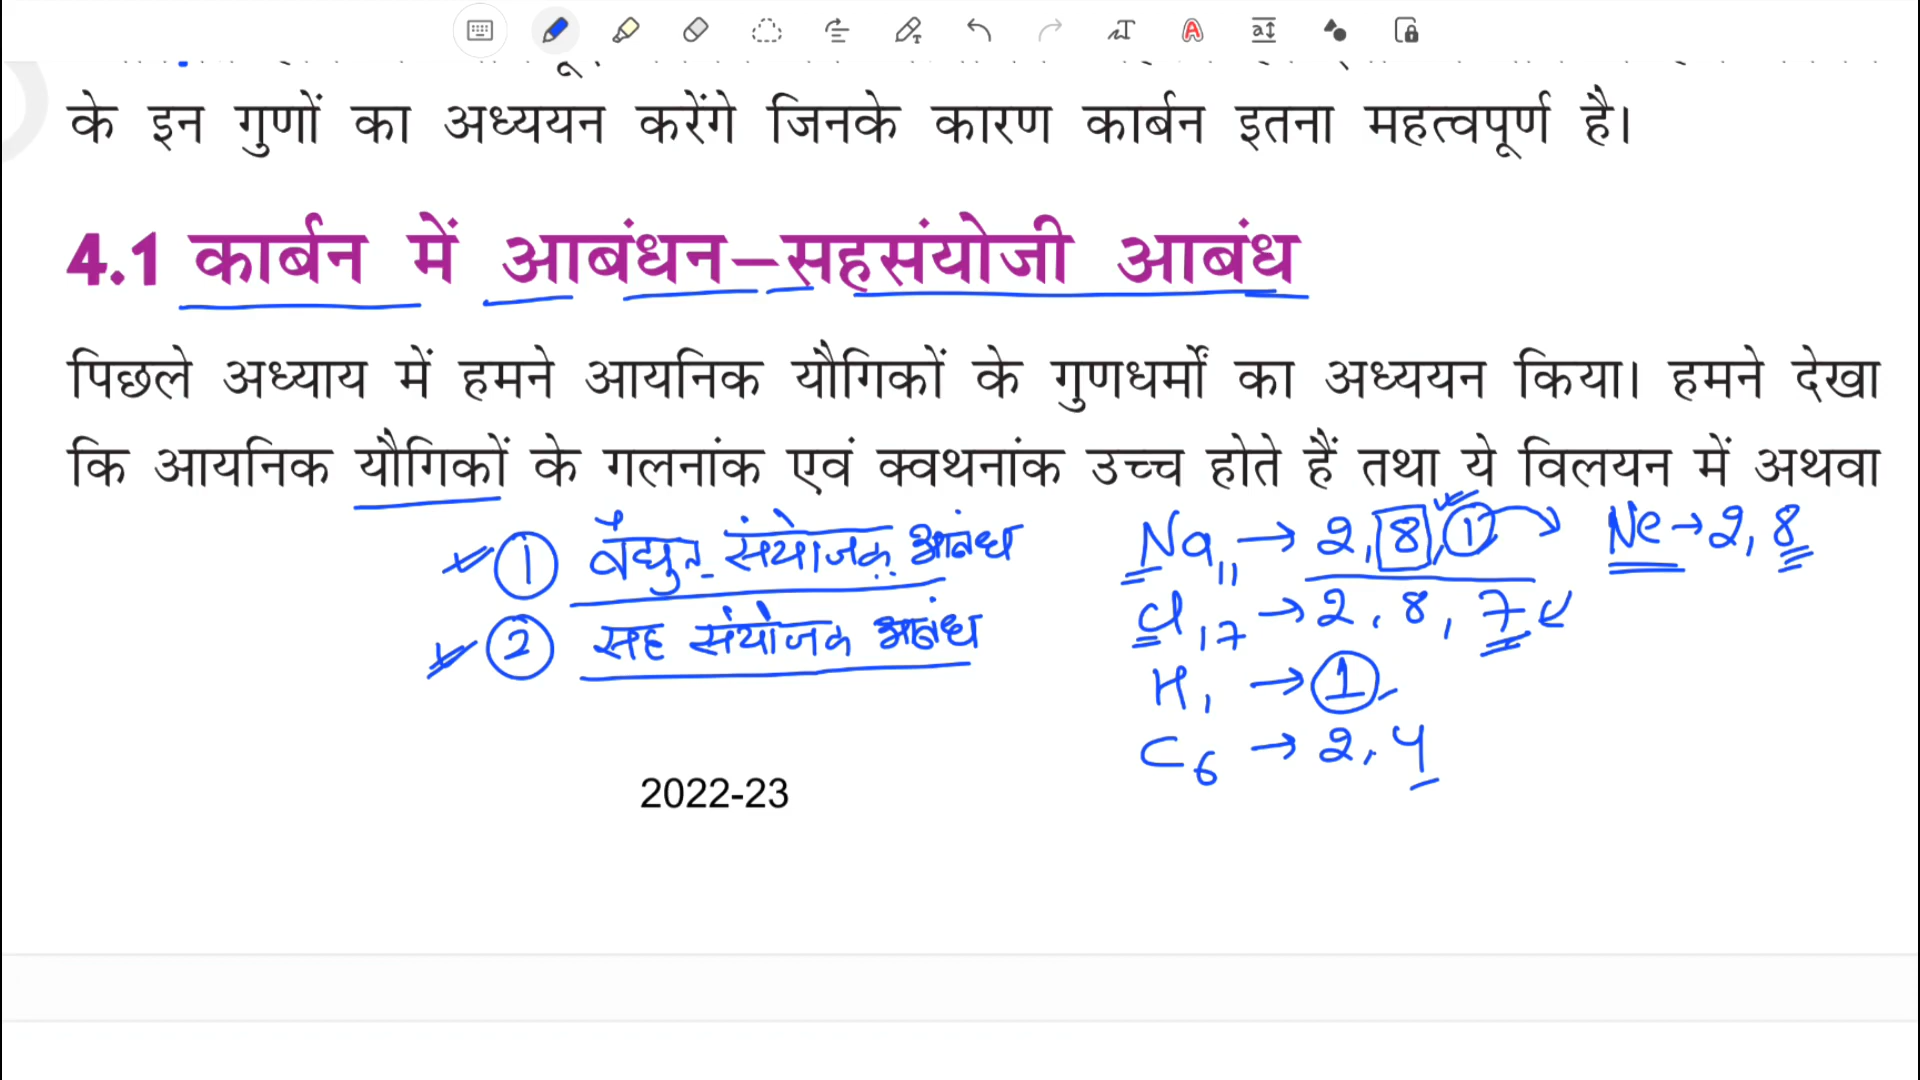 के इन गुणों का अध्ययन करेंगे जिनके कारण कार्बन इतना महत्वपूर्ण है।
4.1 कार्बन में आबंधन–सहसंयोजी आबंध
पिछले अध्याय में हमने आयनिक यौगिकों के गुणधर्मों का अध्ययन किया। हमने देखा
कि आयनिक यौगिकों के गलनांक एवं क्वथनांक उच्च होते हैं तथा ये विलयन में अथवा
① वैद्युत संयोजक आबंध
② सह संयोजक आबंध
Na₁₁ → 2, 8, 1 Ne → 2, 8
Cl₁₇ → 2, 8, 7
H₁ → 1
C₆ → 2, 4
2022-23